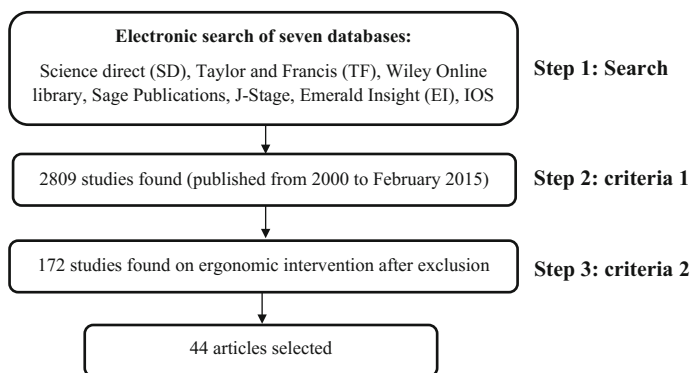 Electronic search of seven databases:
Science direct (SD), Taylor and Francis (TF), Wiley Online
library, Sage Publications, J-Stage, Emerald Insight (EI), IOS
Step 1: Search
2809 studies found (published from 2000 to February 2015)
Step 2: criteria 1
172 studies found on ergonomic intervention after exclusion
Step 3: criteria 2
44 articles selected